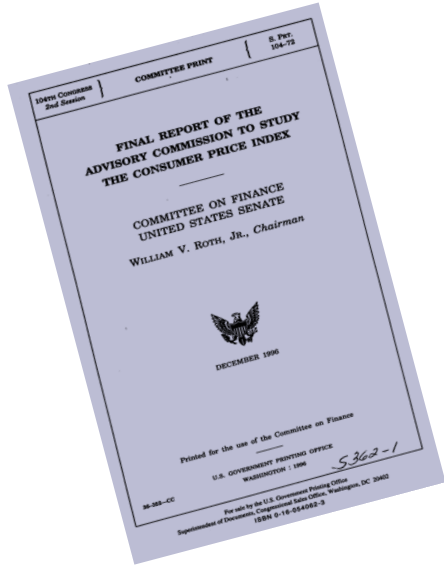 104TH CONGRESS
2nd Session
COMMITTEE PRINT
S. PRT.
104–72
FINAL REPORT OF THE
ADVISORY COMMISSION TO STUDY
THE CONSUMER PRICE INDEX
COMMITTEE ON FINANCE
UNITED STATES SENATE
WILLIAM V. ROTH, JR., Chairman
DECEMBER 1996
Printed for the use of the Committee on Finance
U.S. GOVERNMENT PRINTING OFFICE
WASHINGTON : 1996
S362-1
For sale by the U.S. Government Printing Office
Superintendent of Documents, Congressional Sales Office, Washington, DC 20402
ISBN 0-16-054062-3